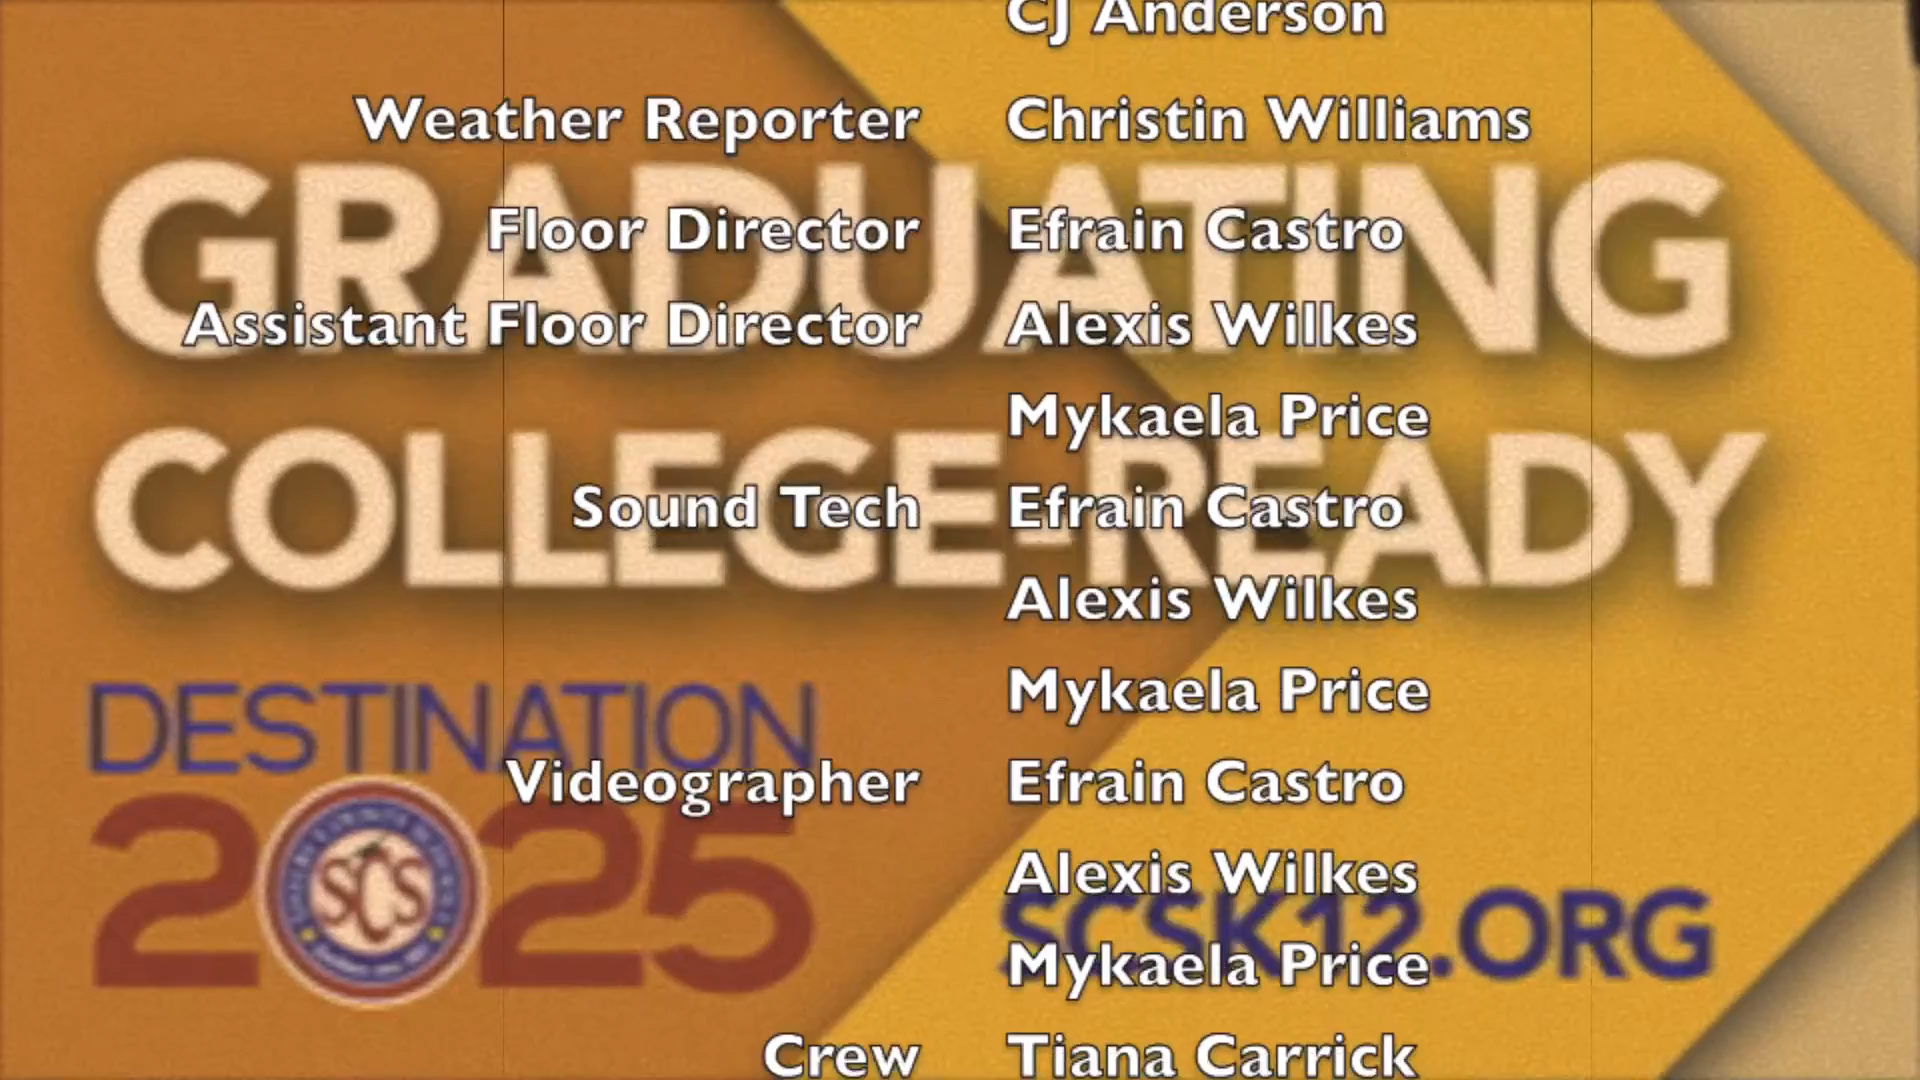 CJ Anderson
Weather Reporter Christin Williams
GRADUATING
Floor Director Efrain Castro
Assistant Floor Director Alexis Wilkes
Mykaela Price
COLLEGE-READY
Sound Tech Efrain Castro
Alexis Wilkes
Mykaela Price
DESTINATION
Videographer Efrain Castro
2025
SCS
Alexis Wilkes
SCSK12.ORG
Mykaela Price
Crew Tiana Carrick